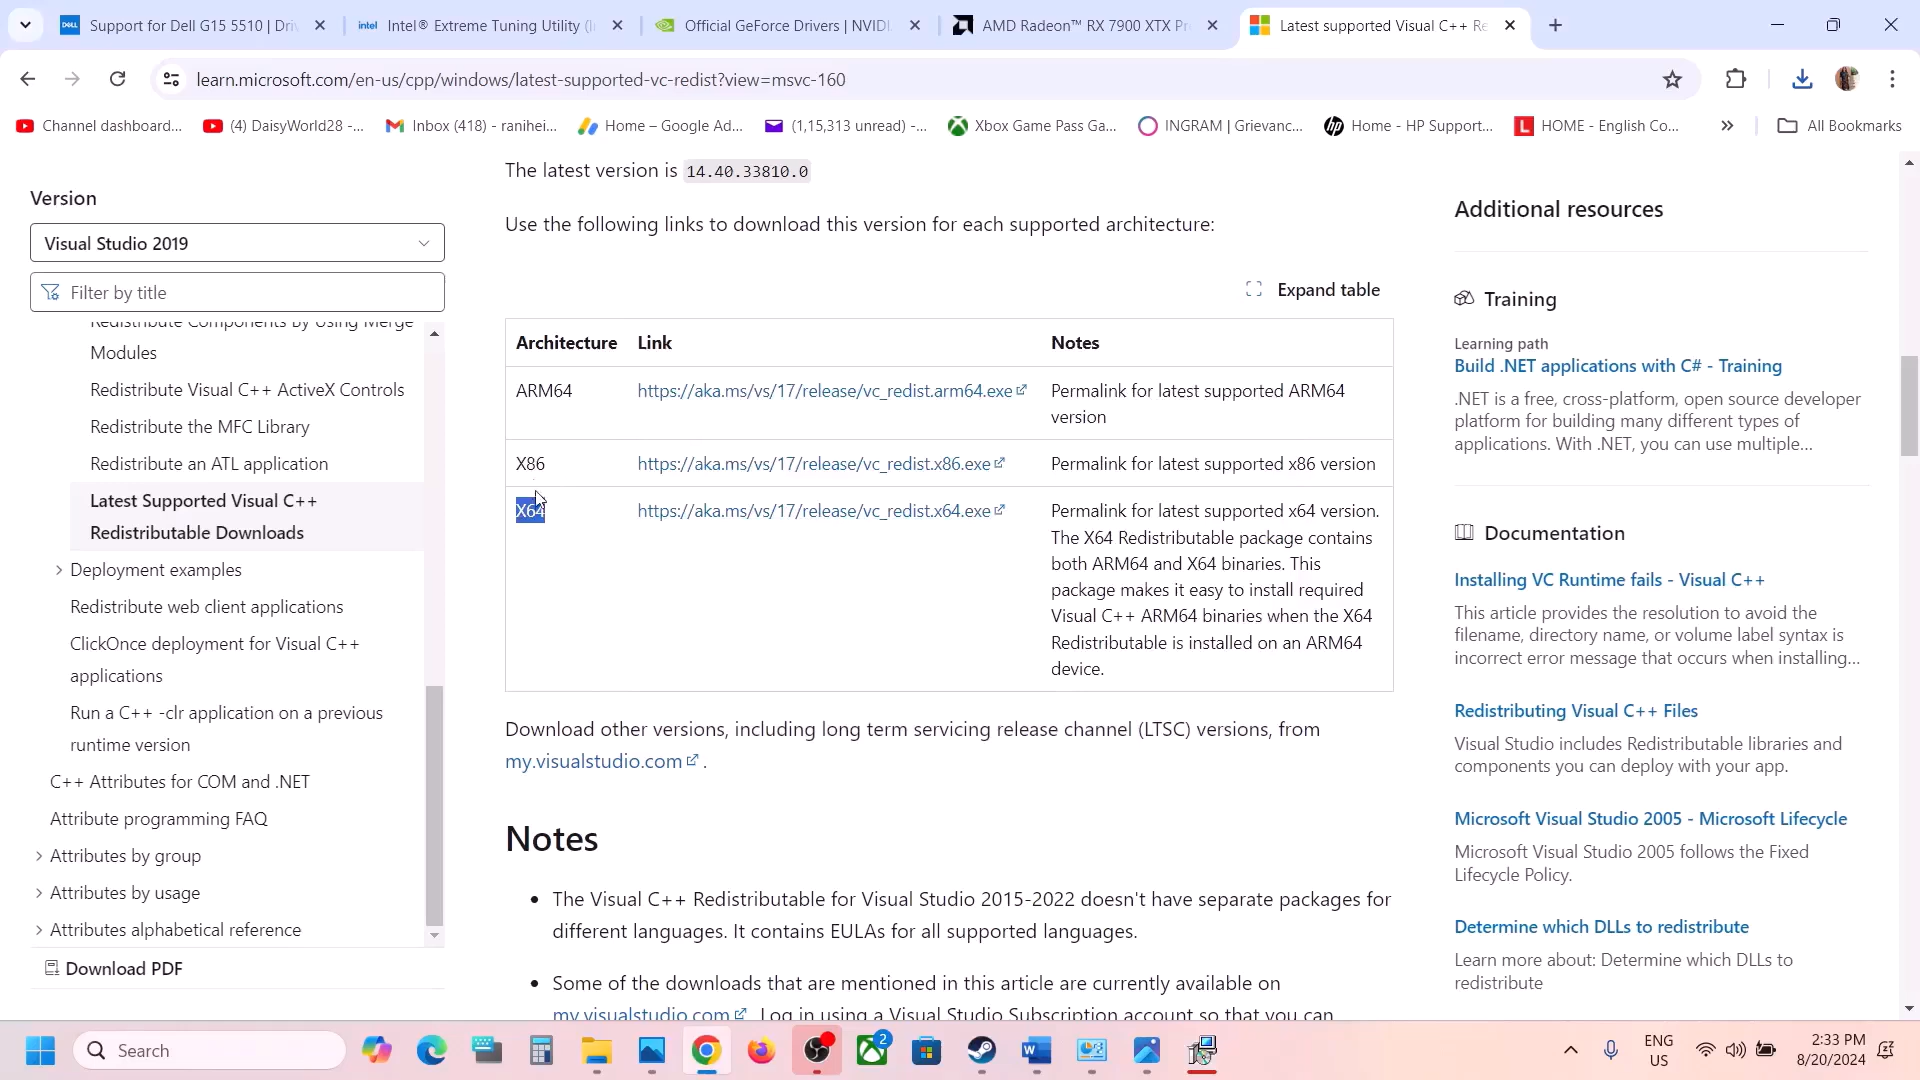 Support for Dell G15 5510 | Dri
Intel® Extreme Tuning Utility (I
Official GeForce Drivers | NVIDI
AMD Radeon™ RX 7900 XTX Pr
Latest supported Visual C++ Re
learn.microsoft.com/en-us/cpp/windows/latest-supported-vc-redist?view=msvc-160
Channel dashboard...
(4) DaisyWorld28 -...
Inbox (418) - ranihei...
Home – Google Ad...
(1,15,313 unread) -...
Xbox Game Pass Ga...
INGRAM | Grievanc...
Home - HP Support...
HOME - English Co...
All Bookmarks
Version
Visual Studio 2019
Filter by title
Redistribute Components By Using Merge
Modules
Redistribute Visual C++ ActiveX Controls
Redistribute the MFC Library
Redistribute an ATL application
Latest Supported Visual C++
Redistributable Downloads
Deployment examples
Redistribute web client applications
ClickOnce deployment for Visual C++
applications
Run a C++ -clr application on a previous
runtime version
C++ Attributes for COM and .NET
Attribute programming FAQ
Attributes by group
Attributes by usage
Attributes alphabetical reference
Download PDF
The latest version is 14.40.33810.0
Use the following links to download this version for each supported architecture:
Expand table
Architecture Link Notes
ARM64 https://aka.ms/vs/17/release/vc_redist.arm64.exe Permalink for latest supported ARM64
version
X86 https://aka.ms/vs/17/release/vc_redist.x86.exe Permalink for latest supported x86 version
X64 https://aka.ms/vs/17/release/vc_redist.x64.exe Permalink for latest supported x64 version.
The X64 Redistributable package contains
both ARM64 and X64 binaries. This
package makes it easy to install required
Visual C++ ARM64 binaries when the X64
Redistributable is installed on an ARM64
device.
Download other versions, including long term servicing release channel (LTSC) versions, from
my.visualstudio.com .
Notes
• The Visual C++ Redistributable for Visual Studio 2015-2022 doesn't have separate packages for
different languages. It contains EULAs for all supported languages.
• Some of the downloads that are mentioned in this article are currently available on
my.visualstudio.com . Log in using a Visual Studio Subscription account so that you can
Additional resources
Training
Learning path
Build .NET applications with C# - Training
.NET is a free, cross-platform, open source developer
platform for building many different types of
applications. With .NET, you can use multiple...
Documentation
Installing VC Runtime fails - Visual C++
This article provides the resolution to avoid the
filename, directory name, or volume label syntax is
incorrect error message that occurs when installing...
Redistributing Visual C++ Files
Visual Studio includes Redistributable libraries and
components you can deploy with your app.
Microsoft Visual Studio 2005 - Microsoft Lifecycle
Microsoft Visual Studio 2005 follows the Fixed
Lifecycle Policy.
Determine which DLLs to redistribute
Learn more about: Determine which DLLs to
redistribute
Search
2
ENG
US
2:33 PM
8/20/2024